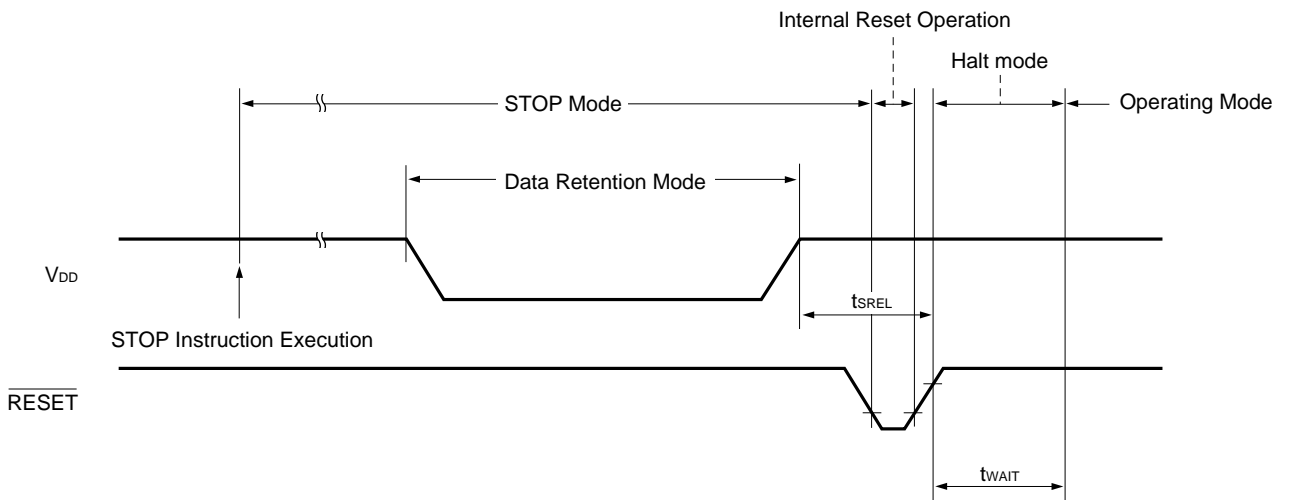 Internal Reset Operation
Halt mode
STOP Mode
Operating Mode
Data Retention Mode
VDD
tSREL
STOP Instruction Execution
RESET
tWAIT